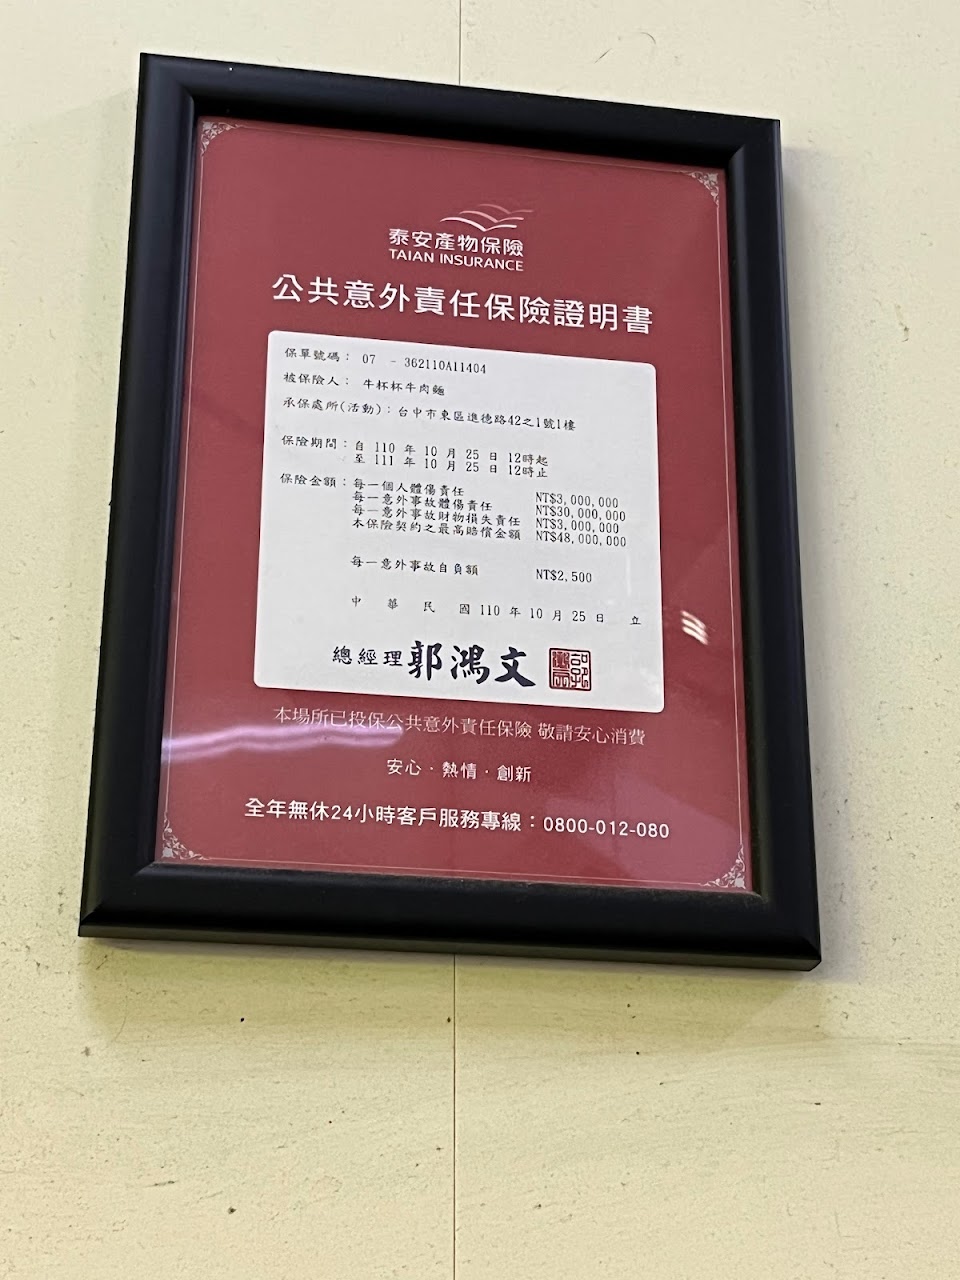 泰安產物保險
TAIAN INSURANCE
公共意外責任保險證明書
保單號碼： 07 - 362110A11404
被保險人： 牛杯杯牛肉麵
承保處所(活動)：台中市東區進德路42之1號1樓
保險期間：自 110 年 10 月 25 日 12時起
至 111 年 10 月 25 日 12時止
保險金額：每一個人體傷責任 NT$3,000,000
每一意外事故體傷責任 NT$30,000,000
每一意外事故財物損失責任 NT$3,000,000
本保險契約之最高賠償金額 NT$48,000,000
每一意外事故自負額 NT$2,500
中 華 民 國 110 年 10 月 25 日 立
總經理 郭鴻文
本場所已投保公共意外責任保險 敬請安心消費
安心．熱情．創新
全年無休24小時客戶服務專線：0800-012-080